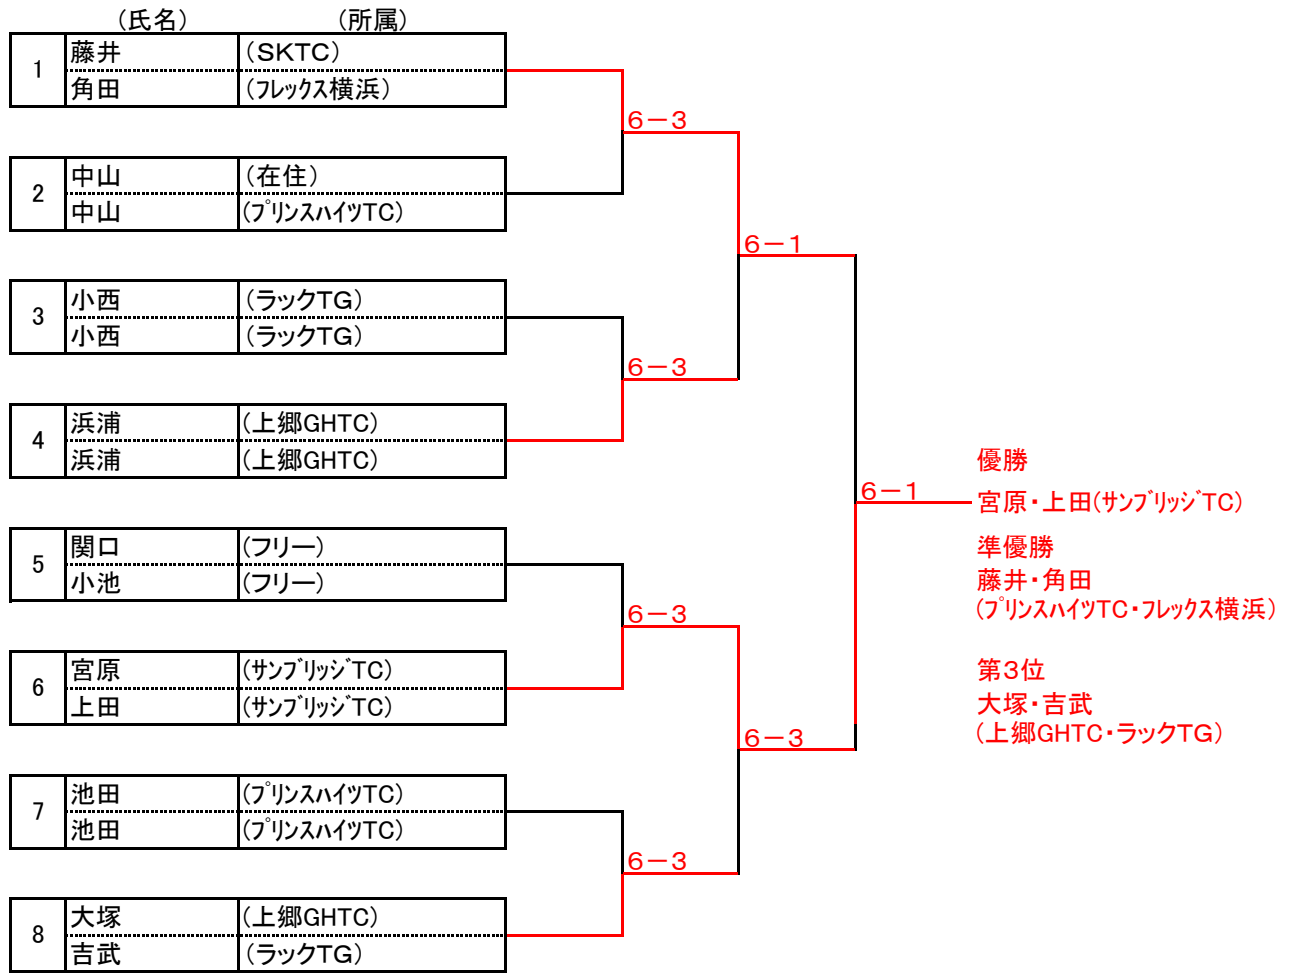 （氏名） （所属）
1 藤井 （SKTC）
角田 （フレックス横浜）
6－3
2 中山 （在住）
中山 （プリンスハイツTC）
6－1
3 小西 （ラックTG）
小西 （ラックTG）
6－3
4 浜浦 （上郷GHTC）
浜浦 （上郷GHTC）
優勝
6－1
宮原・上田(サンブリッジTC)
5 関口 （フリー）
小池 （フリー）
準優勝
藤井・角田
（プリンスハイツTC・フレックス横浜）
6－3
6 宮原 （サンブリッジTC）
上田 （サンブリッジTC）
第3位
大塚・吉武
（上郷GHTC・ラックTG）
6－3
7 池田 （プリンスハイツTC）
池田 （プリンスハイツTC）
6－3
8 大塚 （上郷GHTC）
吉武 （ラックTG）